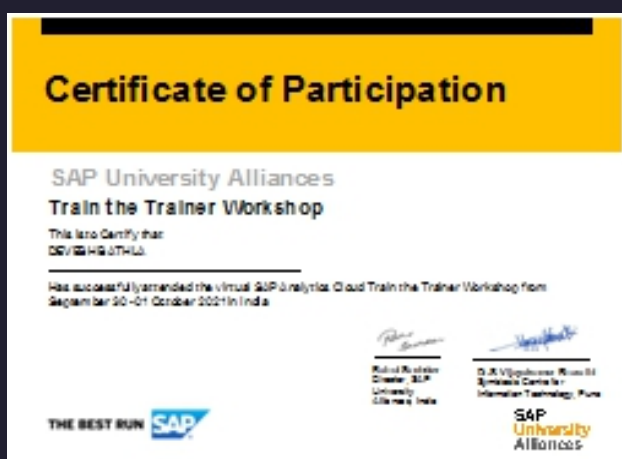 Certificate of Participation
SAP University Alliances
Train the Trainer Workshop
This is to Certify that
Has successfully attended the virtual SAP Analytics Cloud Train the Trainer Workshop from
September 30 -01 October 2021 in India
Director, SAP
Symbiosis Centre for
University
Information Technology, Pune
Alliances, India
THE BEST RUN SAP
SAP
University
Alliances